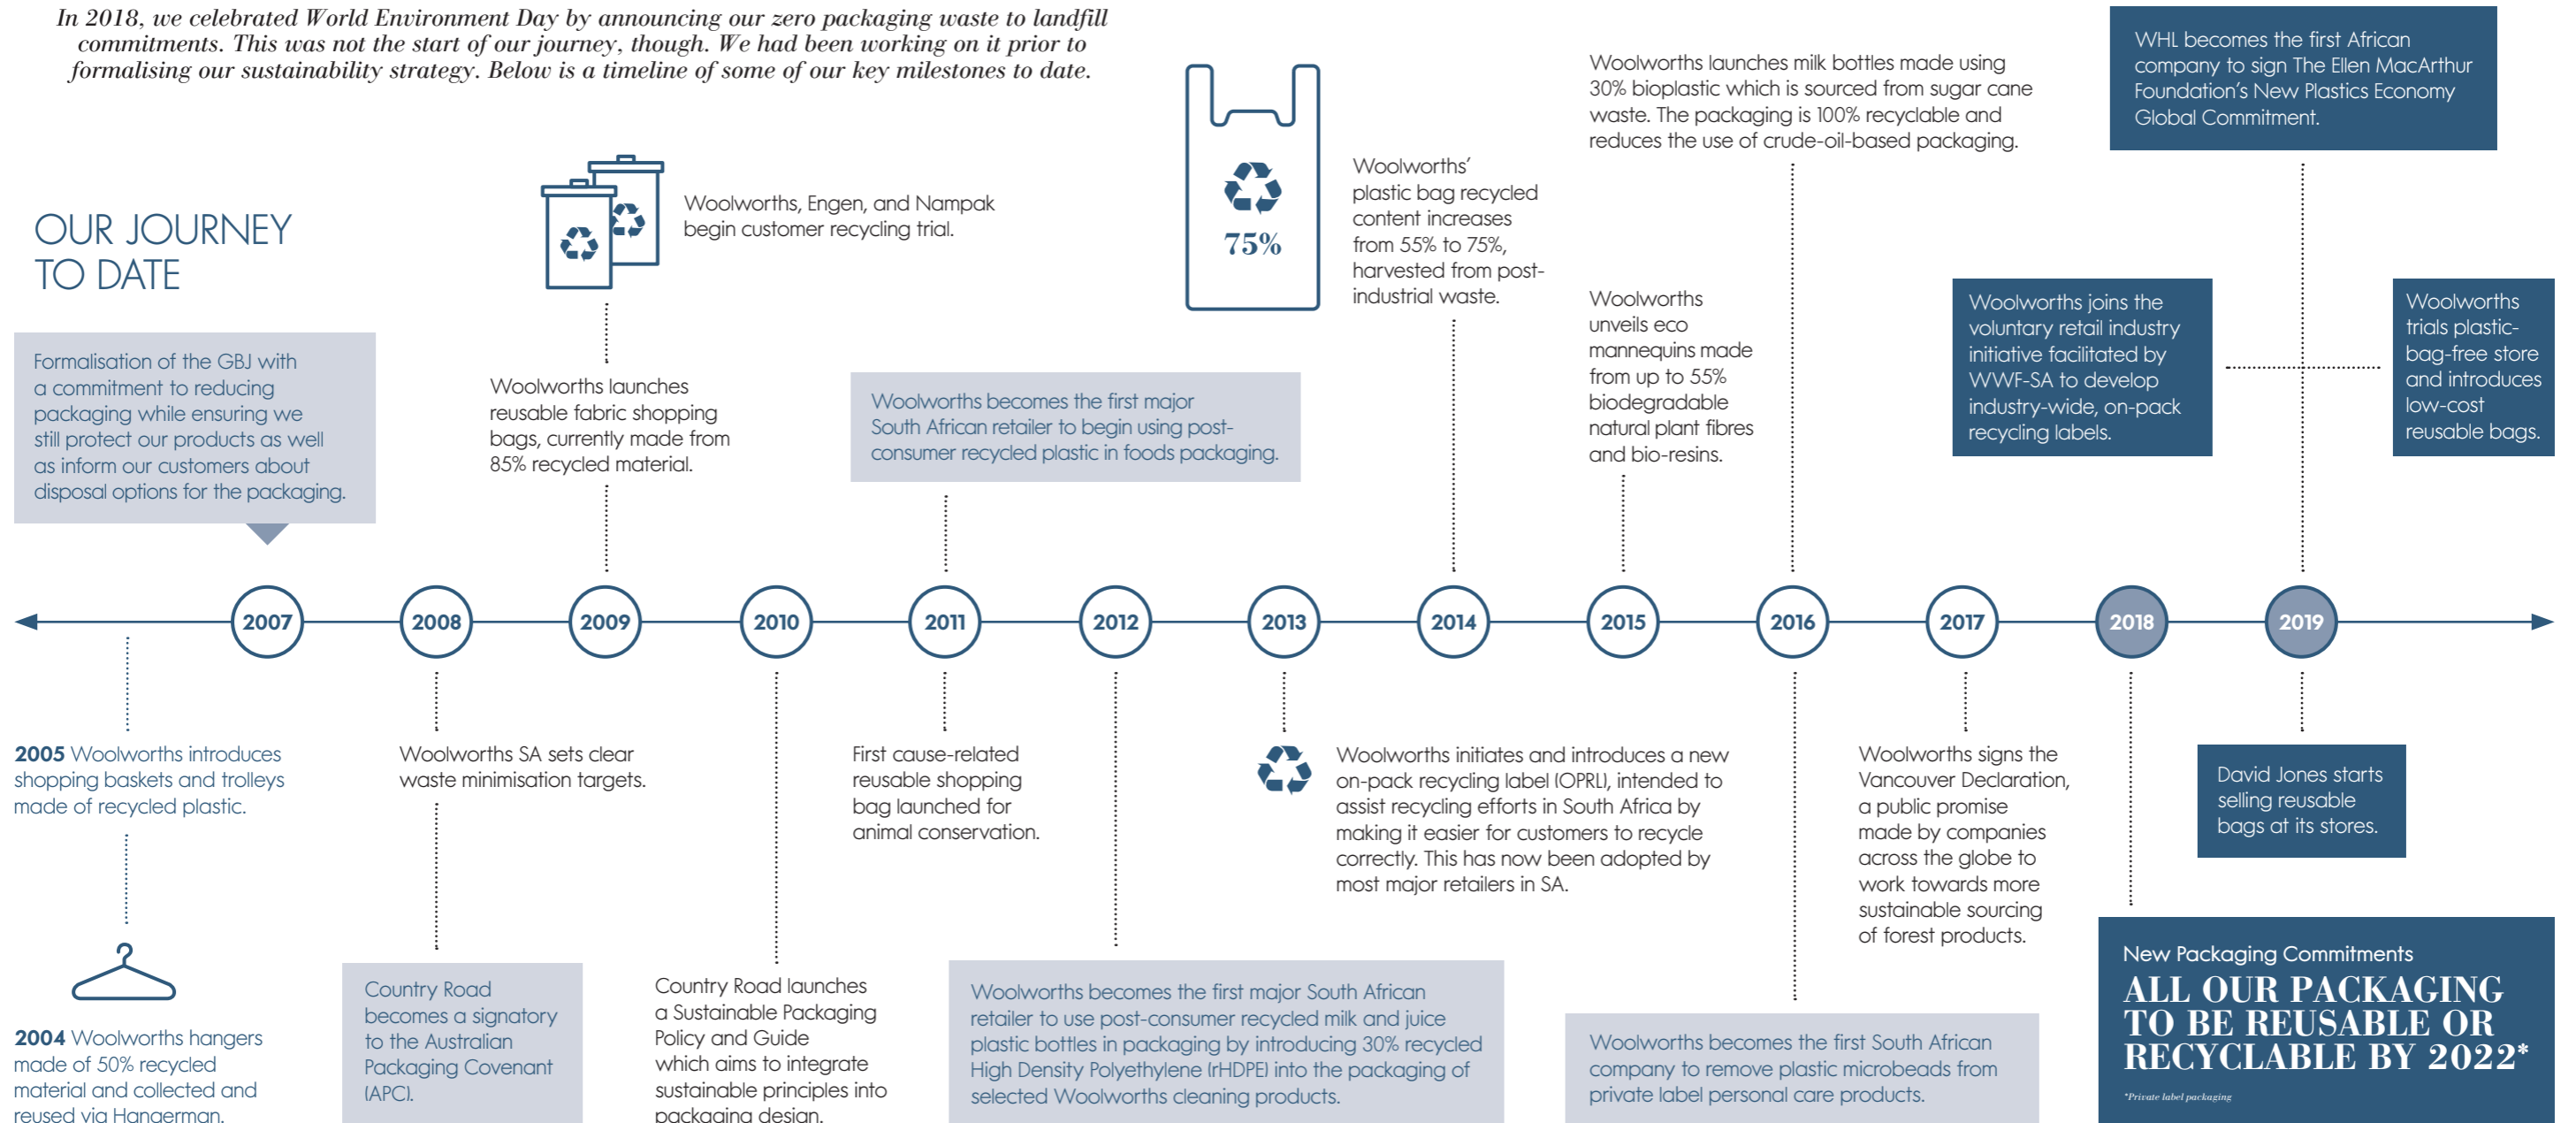 In 2018, we celebrated World Environment Day by announcing our zero packaging waste to landfill
commitments. This was not the start of our journey, though. We had been working on it prior to
formalising our sustainability strategy. Below is a timeline of some of our key milestones to date.
OUR JOURNEY
TO DATE
Formalisation of the GBJ with
a commitment to reducing
packaging while ensuring we
still protect our products as well
as inform our customers about
disposal options for the packaging.
Woolworths, Engen, and Nampak
begin customer recycling trial.
Woolworths launches
reusable fabric shopping
bags, currently made from
85% recycled material.
Woolworths becomes the first major
South African retailer to begin using post-
consumer recycled plastic in foods packaging.
75%
Woolworths'
plastic bag recycled
content increases
from 55% to 75%,
harvested from post-
industrial waste.
Woolworths launches milk bottles made using
30% bioplastic which is sourced from sugar cane
waste. The packaging is 100% recyclable and
reduces the use of crude-oil-based packaging.
Woolworths
unveils eco
mannequins made
from up to 55%
biodegradable
natural plant fibres
and bio-resins.
WHL becomes the first African
company to sign The Ellen MacArthur
Foundation's New Plastics Economy
Global Commitment.
Woolworths joins the
voluntary retail industry
initiative facilitated by
WWF-SA to develop
industry-wide, on-pack
recycling labels.
Woolworths
trials plastic-
bag-free store
and introduces
low-cost
reusable bags.
2007
2008
2009
2010
2011
2012
2013
2014
2015
2016
2017
2018
2019
2005 Woolworths introduces
shopping baskets and trolleys
made of recycled plastic.
2004 Woolworths hangers
made of 50% recycled
material and collected and
reused via Hangerman.
Woolworths SA sets clear
waste minimisation targets.
Country Road
becomes a signatory
to the Australian
Packaging Covenant
(APC).
Country Road launches
a Sustainable Packaging
Policy and Guide
which aims to integrate
sustainable principles into
packaging design.
First cause-related
reusable shopping
bag launched for
animal conservation.
Woolworths becomes the first major South African
retailer to use post-consumer recycled milk and juice
plastic bottles in packaging by introducing 30% recycled
High Density Polyethylene (rHDPE) into the packaging of
selected Woolworths cleaning products.
Woolworths initiates and introduces a new
on-pack recycling label (OPRL), intended to
assist recycling efforts in South Africa by
making it easier for customers to recycle
correctly. This has now been adopted by
most major retailers in SA.
Woolworths becomes the first South African
company to remove plastic microbeads from
private label personal care products.
Woolworths signs the
Vancouver Declaration,
a public promise
made by companies
across the globe to
work towards more
sustainable sourcing
of forest products.
David Jones starts
selling reusable
bags at its stores.
New Packaging Commitments
ALL OUR PACKAGING
TO BE REUSABLE OR
RECYCLABLE BY 2022*
*Private label packaging